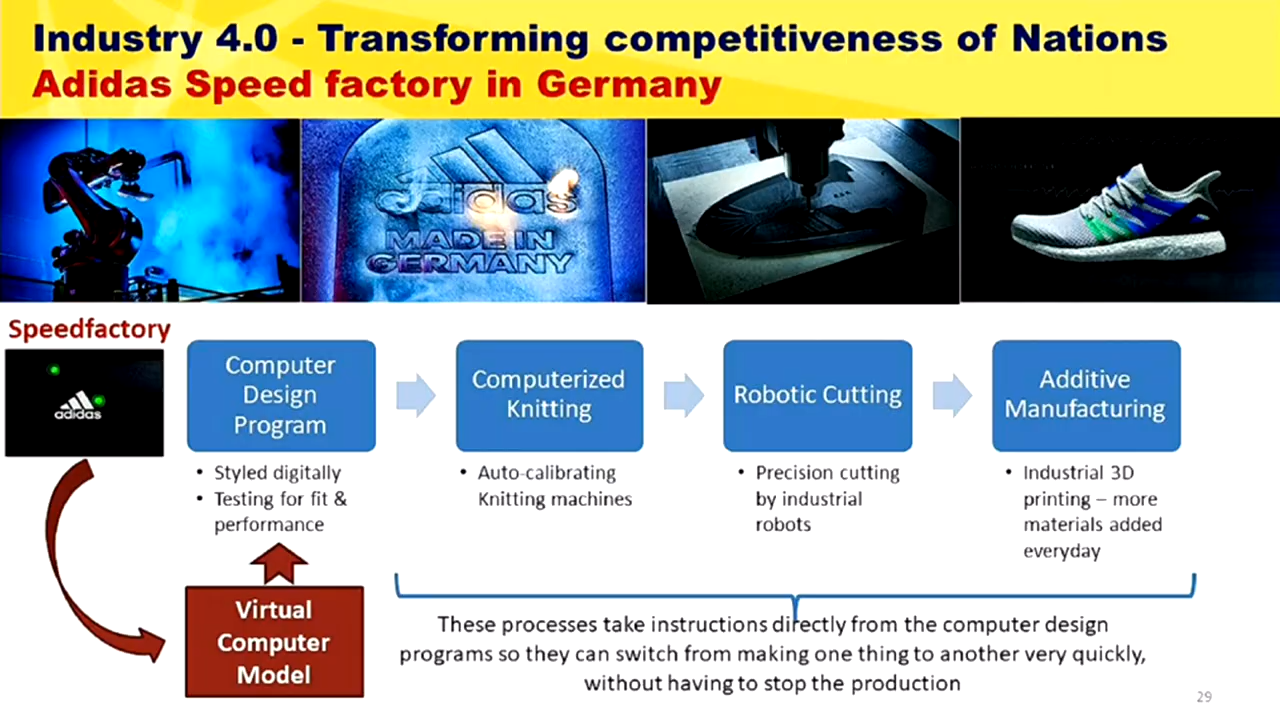 Industry 4.0 - Transforming competitiveness of Nations
Adidas Speed factory in Germany
adidas
MADE IN
GERMANY
Speedfactory
adidas
Computer
Design
Program
Computerized
Knitting
Robotic Cutting
Additive
Manufacturing
• Styled digitally
• Testing for fit &
performance
• Auto-calibrating
Knitting machines
• Precision cutting
by industrial
robots
• Industrial 3D
printing – more
materials added
everyday
Virtual
Computer
Model
These processes take instructions directly from the computer design
programs so they can switch from making one thing to another very quickly,
without having to stop the production
29